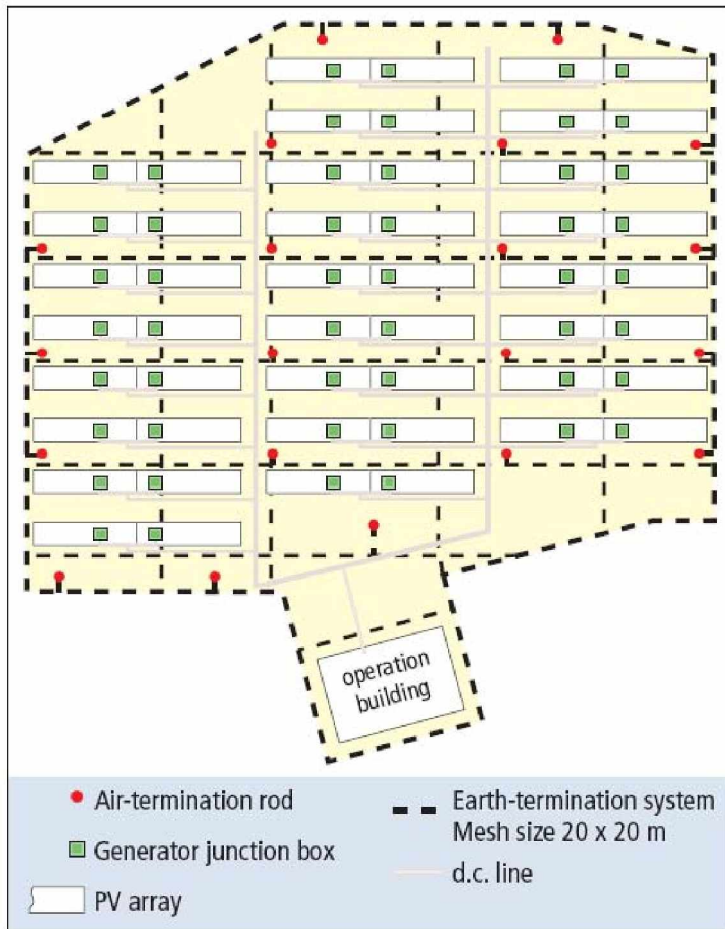 operation
building
Air-termination rod
Generator junction box
PV array
Earth-termination system
Mesh size 20 x 20 m
d.c. line